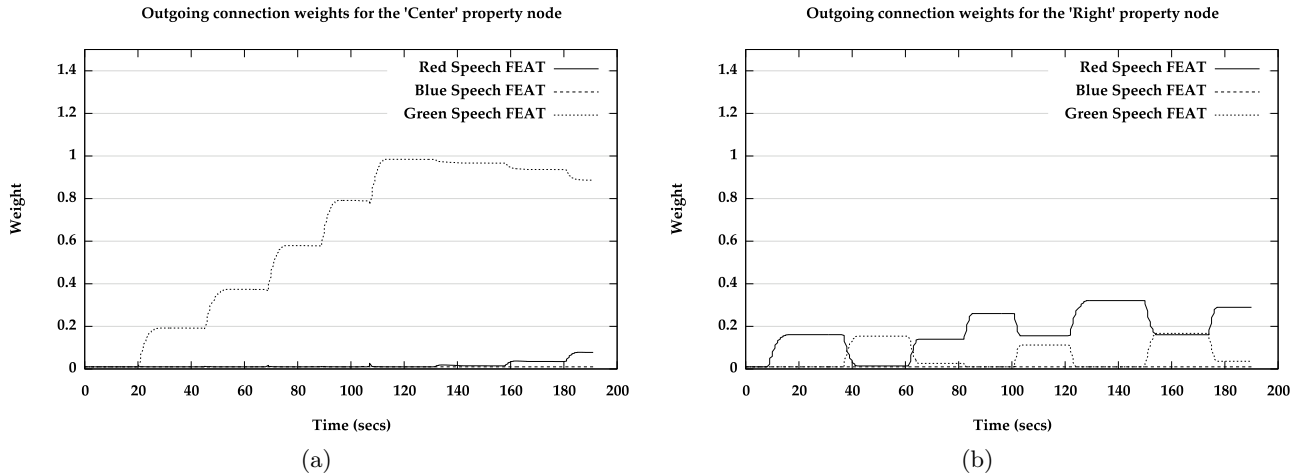 Outgoing connection weights for the 'Center' property node
1.4
1.2
1
0.8
0.6
0.4
0.2
0
Weight
Red Speech FEAT
Blue Speech FEAT
Green Speech FEAT
0 20 40 60 80 100 120 140 160 180 200
Time (secs)
(a)
Outgoing connection weights for the 'Right' property node
1.4
1.2
1
0.8
0.6
0.4
0.2
0
Weight
Red Speech FEAT
Blue Speech FEAT
Green Speech FEAT
0 20 40 60 80 100 120 140 160 180 200
Time (secs)
(b)